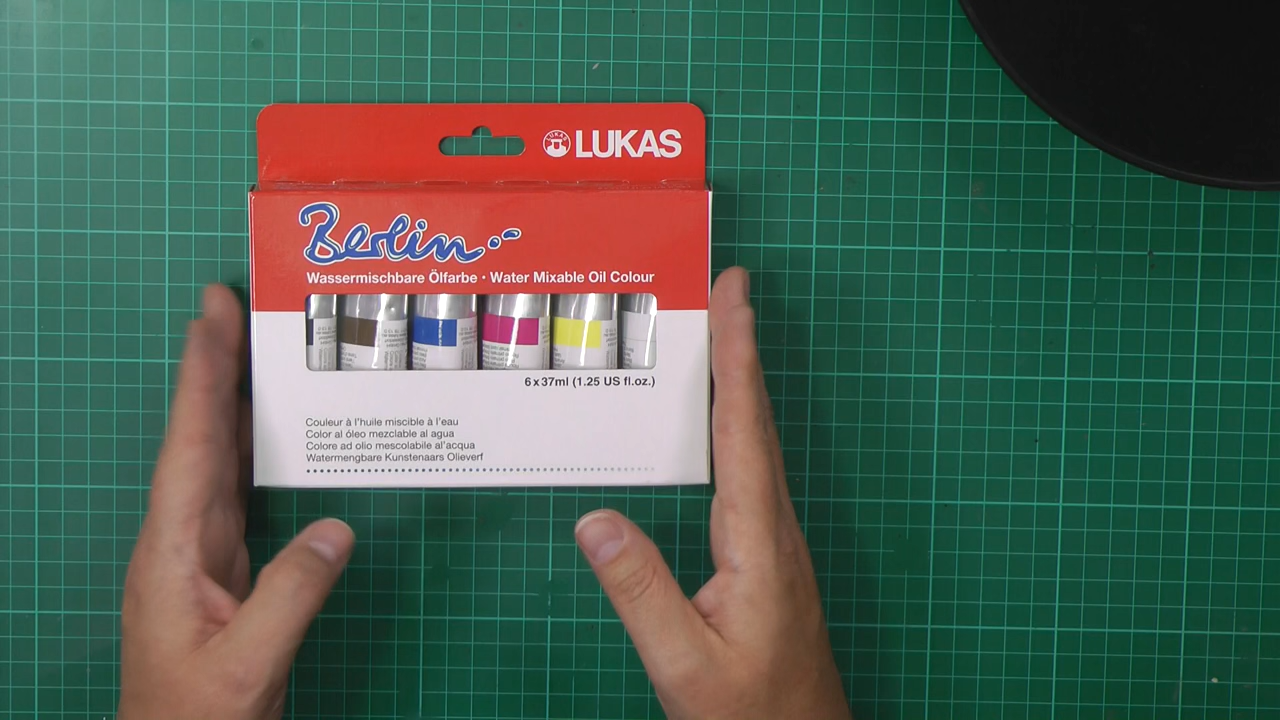 LUKAS
Berlin
Wassermischbare Ölfarbe · Water Mixable Oil Colour
6 x 37ml (1.25 US fl.oz.)
Couleur à l'huile miscible à l'eau
Color al óleo mezclable al agua
Colore ad olio mescolabile al'acqua
Watermengbare Kunstenaars Olieverf